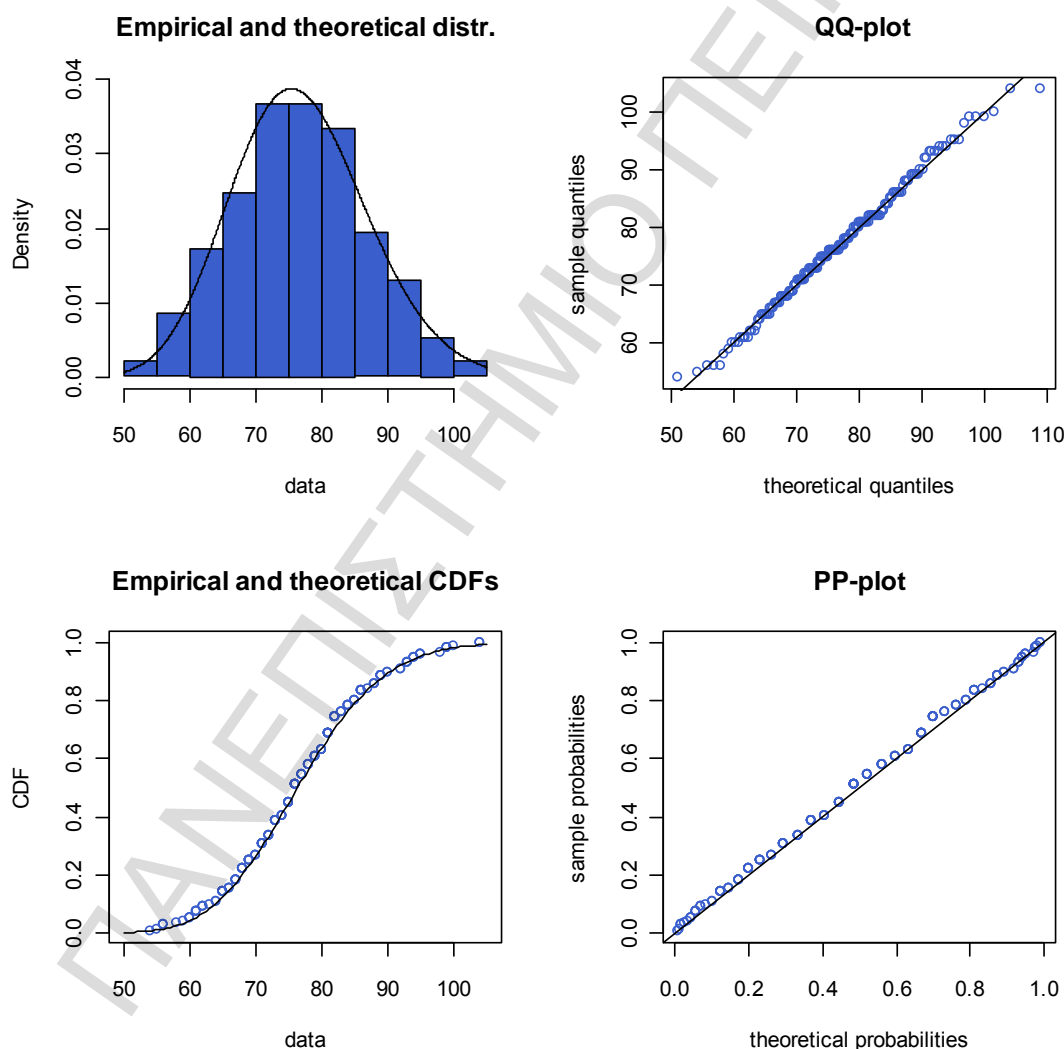 Empirical and theoretical distr.
Density
0.00 0.01 0.02 0.03 0.04
50 60 70 80 90 100
data
QQ-plot
sample quantiles
60 70 80 90 100
50 60 70 80 90 100 110
theoretical quantiles
Empirical and theoretical CDFs
CDF
0.0 0.2 0.4 0.6 0.8 1.0
50 60 70 80 90 100
data
PP-plot
sample probabilities
0.0 0.2 0.4 0.6 0.8 1.0
0.0 0.2 0.4 0.6 0.8 1.0
theoretical probabilities
ΠΑΝΕΠΙΣΤΗΜΙΟ